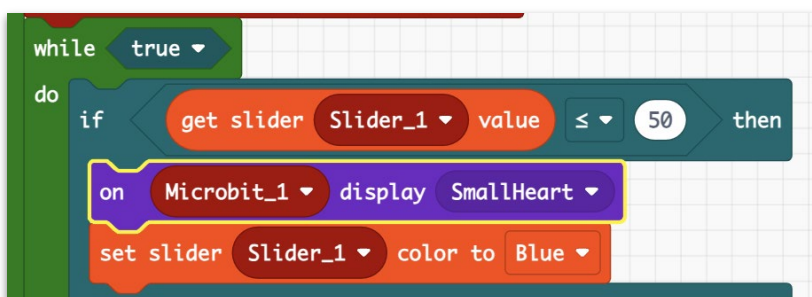 while true
do
if get slider Slider_1 value ≤ 50 then
on Microbit_1 display SmallHeart
set slider Slider_1 color to Blue